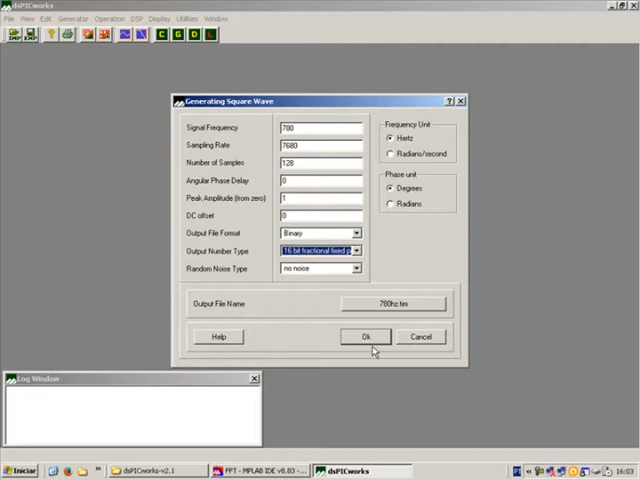 dsPICworks
File View Edit Generator Operation DSP Display Utilities Window
IMP EXP ? C G D L
Generating Square Wave
Signal Frequency 780
Frequency Unit
Hertz
Sampling Rate 7680
Radians/second
Number of Samples 128
Phase unit
Angular Phase Delay 0
Degrees
Peak Amplitude (from zero) 1
Radians
DC offset 0
Output File Format Binary
Output Number Type 16 bit fractional fixed p
Random Noise Type no noise
Output File Name 780hz.tim
Help Ok Cancel
Log Window
Iniciar » dsPICworks-v2.1 FFT - MPLAB IDE v8.83 - ... dsPICworks PT « 16:03